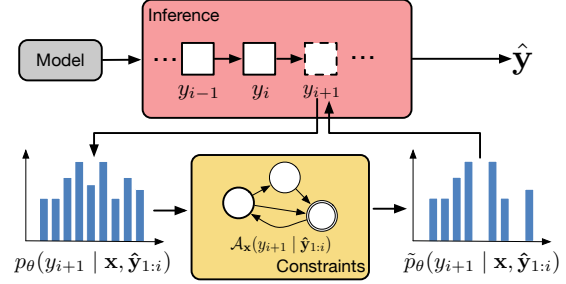 Inference
Model
... ...
y_{i-1} y_i y_{i+1}
ŷ
p_θ(y_{i+1} | x, ŷ_{1:i})
A_x(y_{i+1} | ŷ_{1:i})
Constraints
p̃_θ(y_{i+1} | x, ŷ_{1:i})